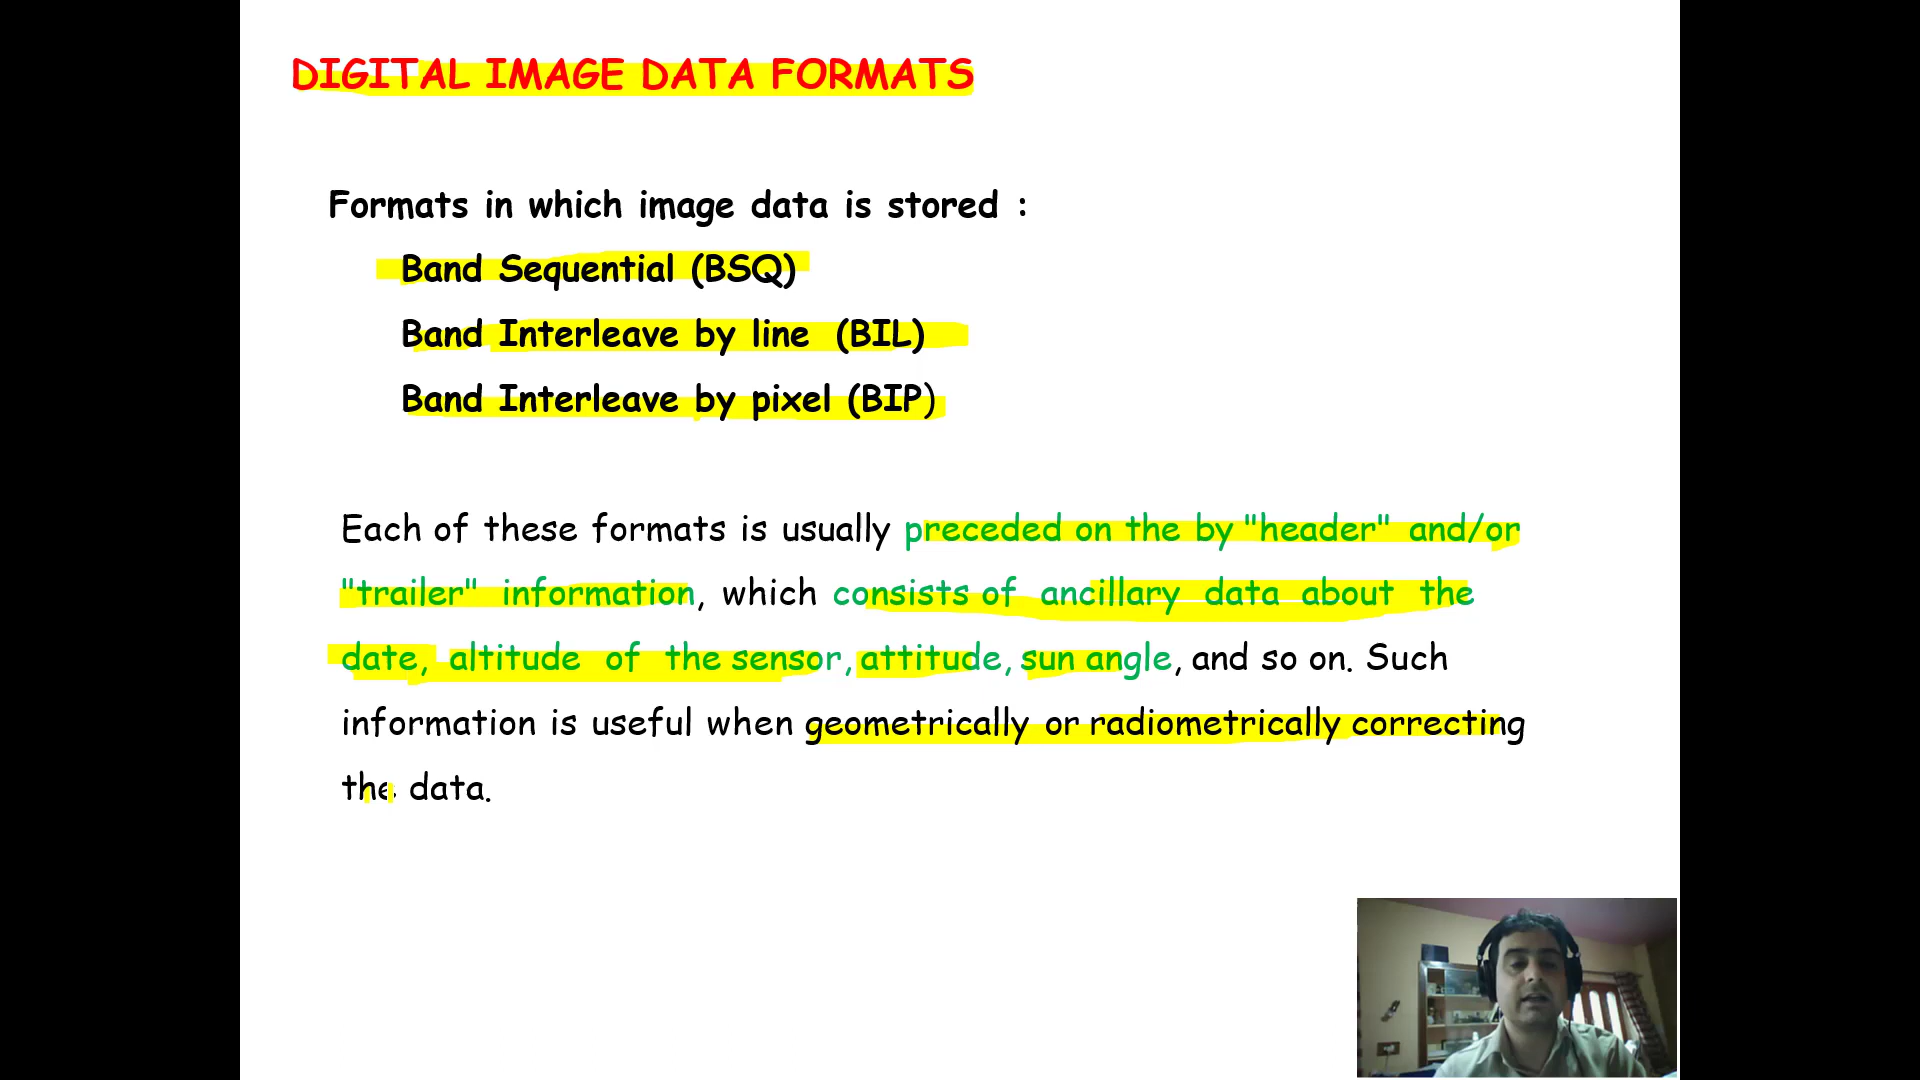 DIGITAL IMAGE DATA FORMATS
Formats in which image data is stored :
Band Sequential (BSQ)
Band Interleave by line (BIL)
Band Interleave by pixel (BIP)
Each of these formats is usually preceded on the by "header" and/or
"trailer" information, which consists of ancillary data about the
date, altitude of the sensor, attitude, sun angle, and so on. Such
information is useful when geometrically or radiometrically correcting
the data.